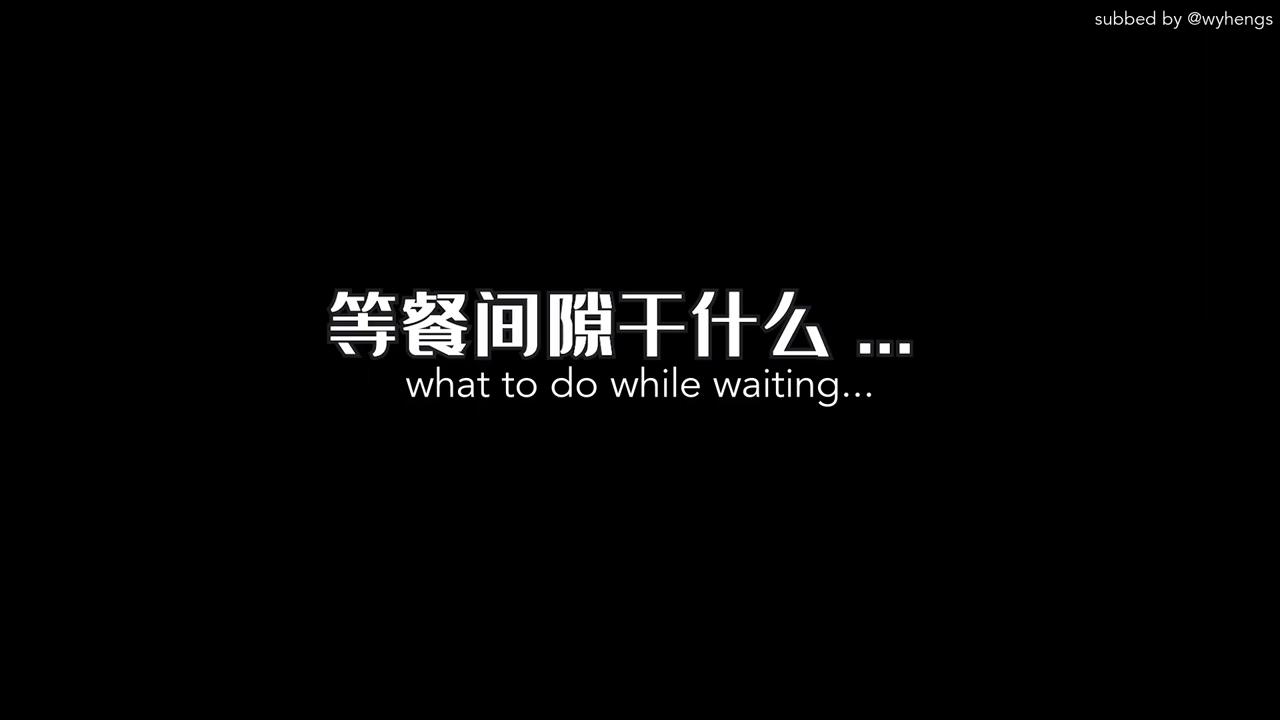 subbed by @wyhengs
等餐间隙干什么 ...
what to do while waiting...